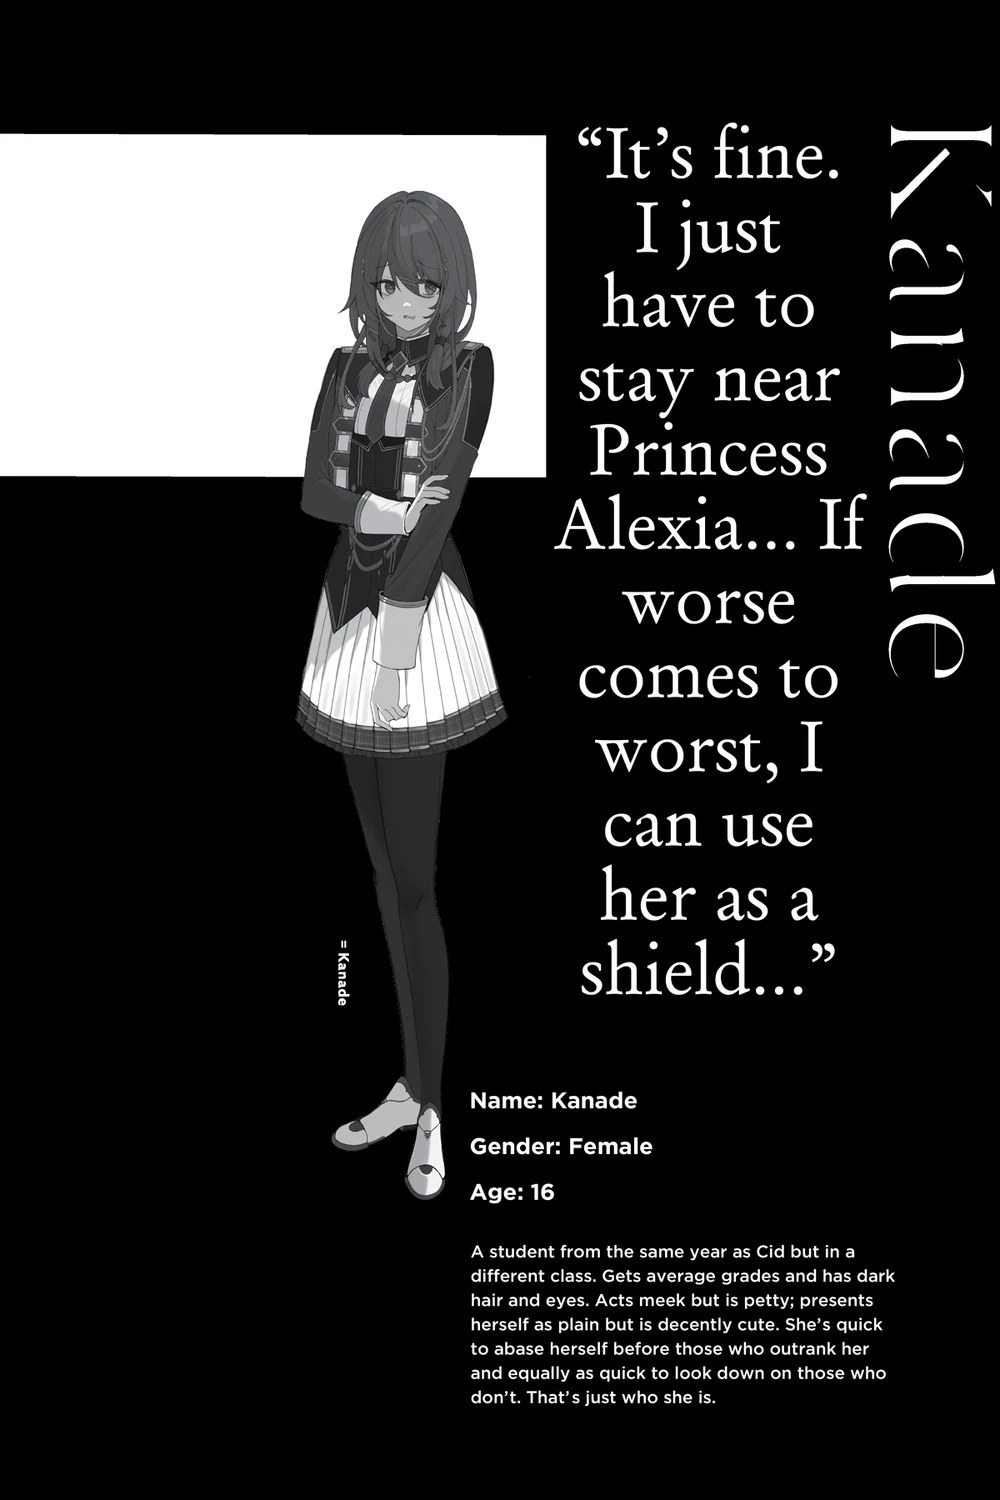 Kanade
“It’s fine.
I just
have to
stay near
Princess
Alexia... If
worse
comes to
worst, I
can use
her as a
shield...”
= Kanade
Name: Kanade
Gender: Female
Age: 16
A student from the same year as Cid but in a
different class. Gets average grades and has dark
hair and eyes. Acts meek but is petty; presents
herself as plain but is decently cute. She’s quick
to abase herself before those who outrank her
and equally as quick to look down on those who
don’t. That’s just who she is.